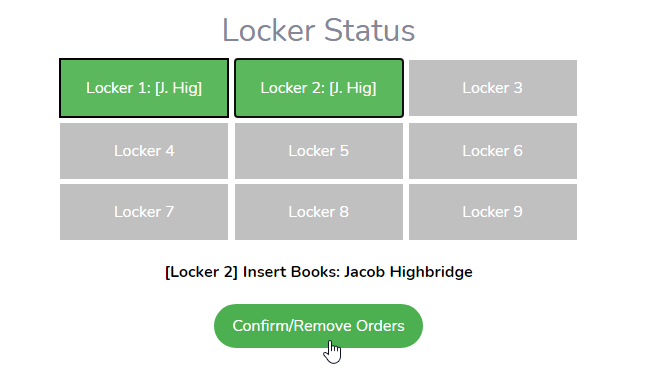 Locker Status
Locker 1: [J. Hig] Locker 2: [J. Hig] Locker 3
Locker 4 Locker 5 Locker 6
Locker 7 Locker 8 Locker 9
[Locker 2] Insert Books: Jacob Highbridge
Confirm/Remove Orders